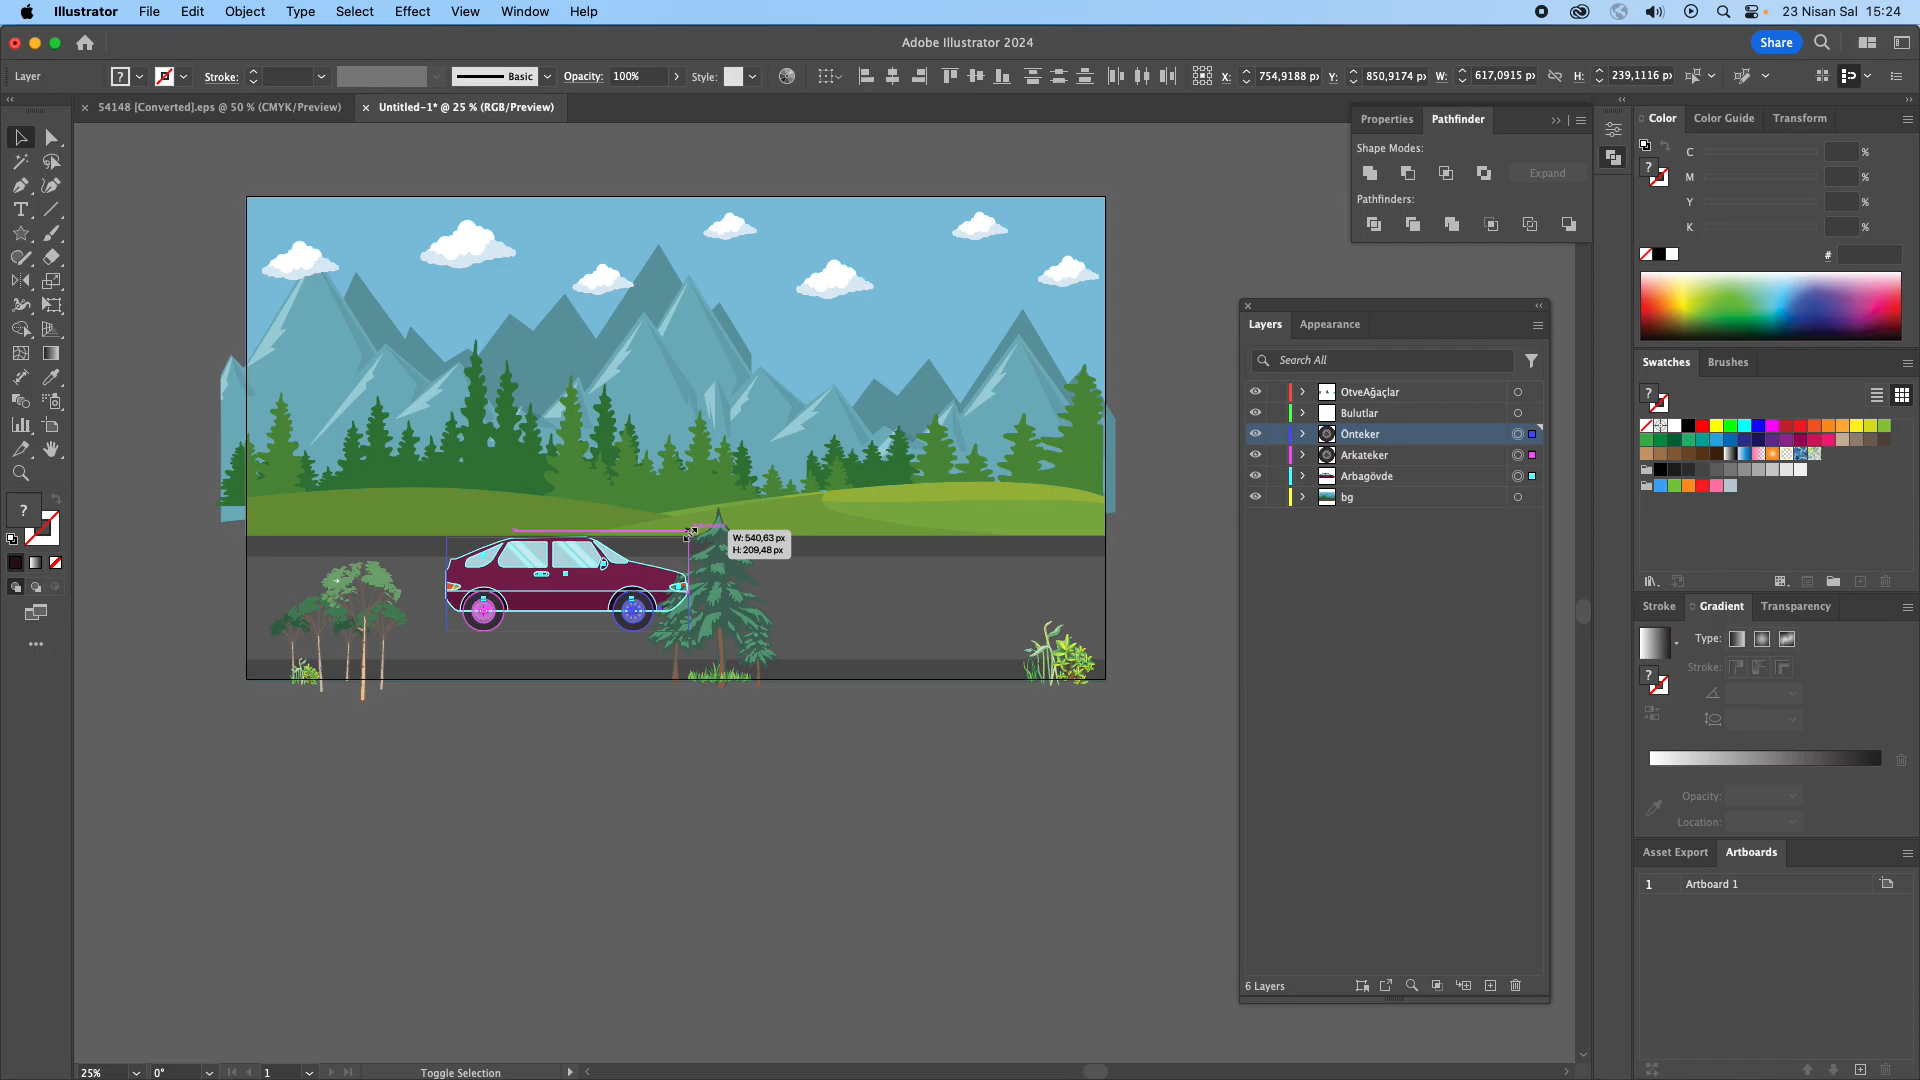 Illustrator File Edit Object Type Select Effect View Window Help 23 Nisan Sal 15:24
Adobe Illustrator 2024 Share
Layer ? Stroke: Basic Opacity: 100% Style: X: 754,9188 px Y: 850,9174 px W: 617,0915 px H: 239,1116 px
× 54148 [Converted].eps @ 50 % (CMYK/Preview) × Untitled-1* @ 25 % (RGB/Preview)
Properties Pathfinder
Shape Modes:
Expand
Pathfinders:
Color Color Guide Transform
C %
M %
Y %
K %
#
Layers Appearance
Search All
OtveAğaçlar
Bulutlar
Önteker
Arkateker
Arbagövde
bg
6 Layers
W: 540,63 px
H: 209,48 px
Swatches Brushes
Stroke Gradient Transparency
Type:
Stroke:
Opacity:
Location:
Asset Export Artboards
1 Artboard 1
25% 0° 1 Toggle Selection